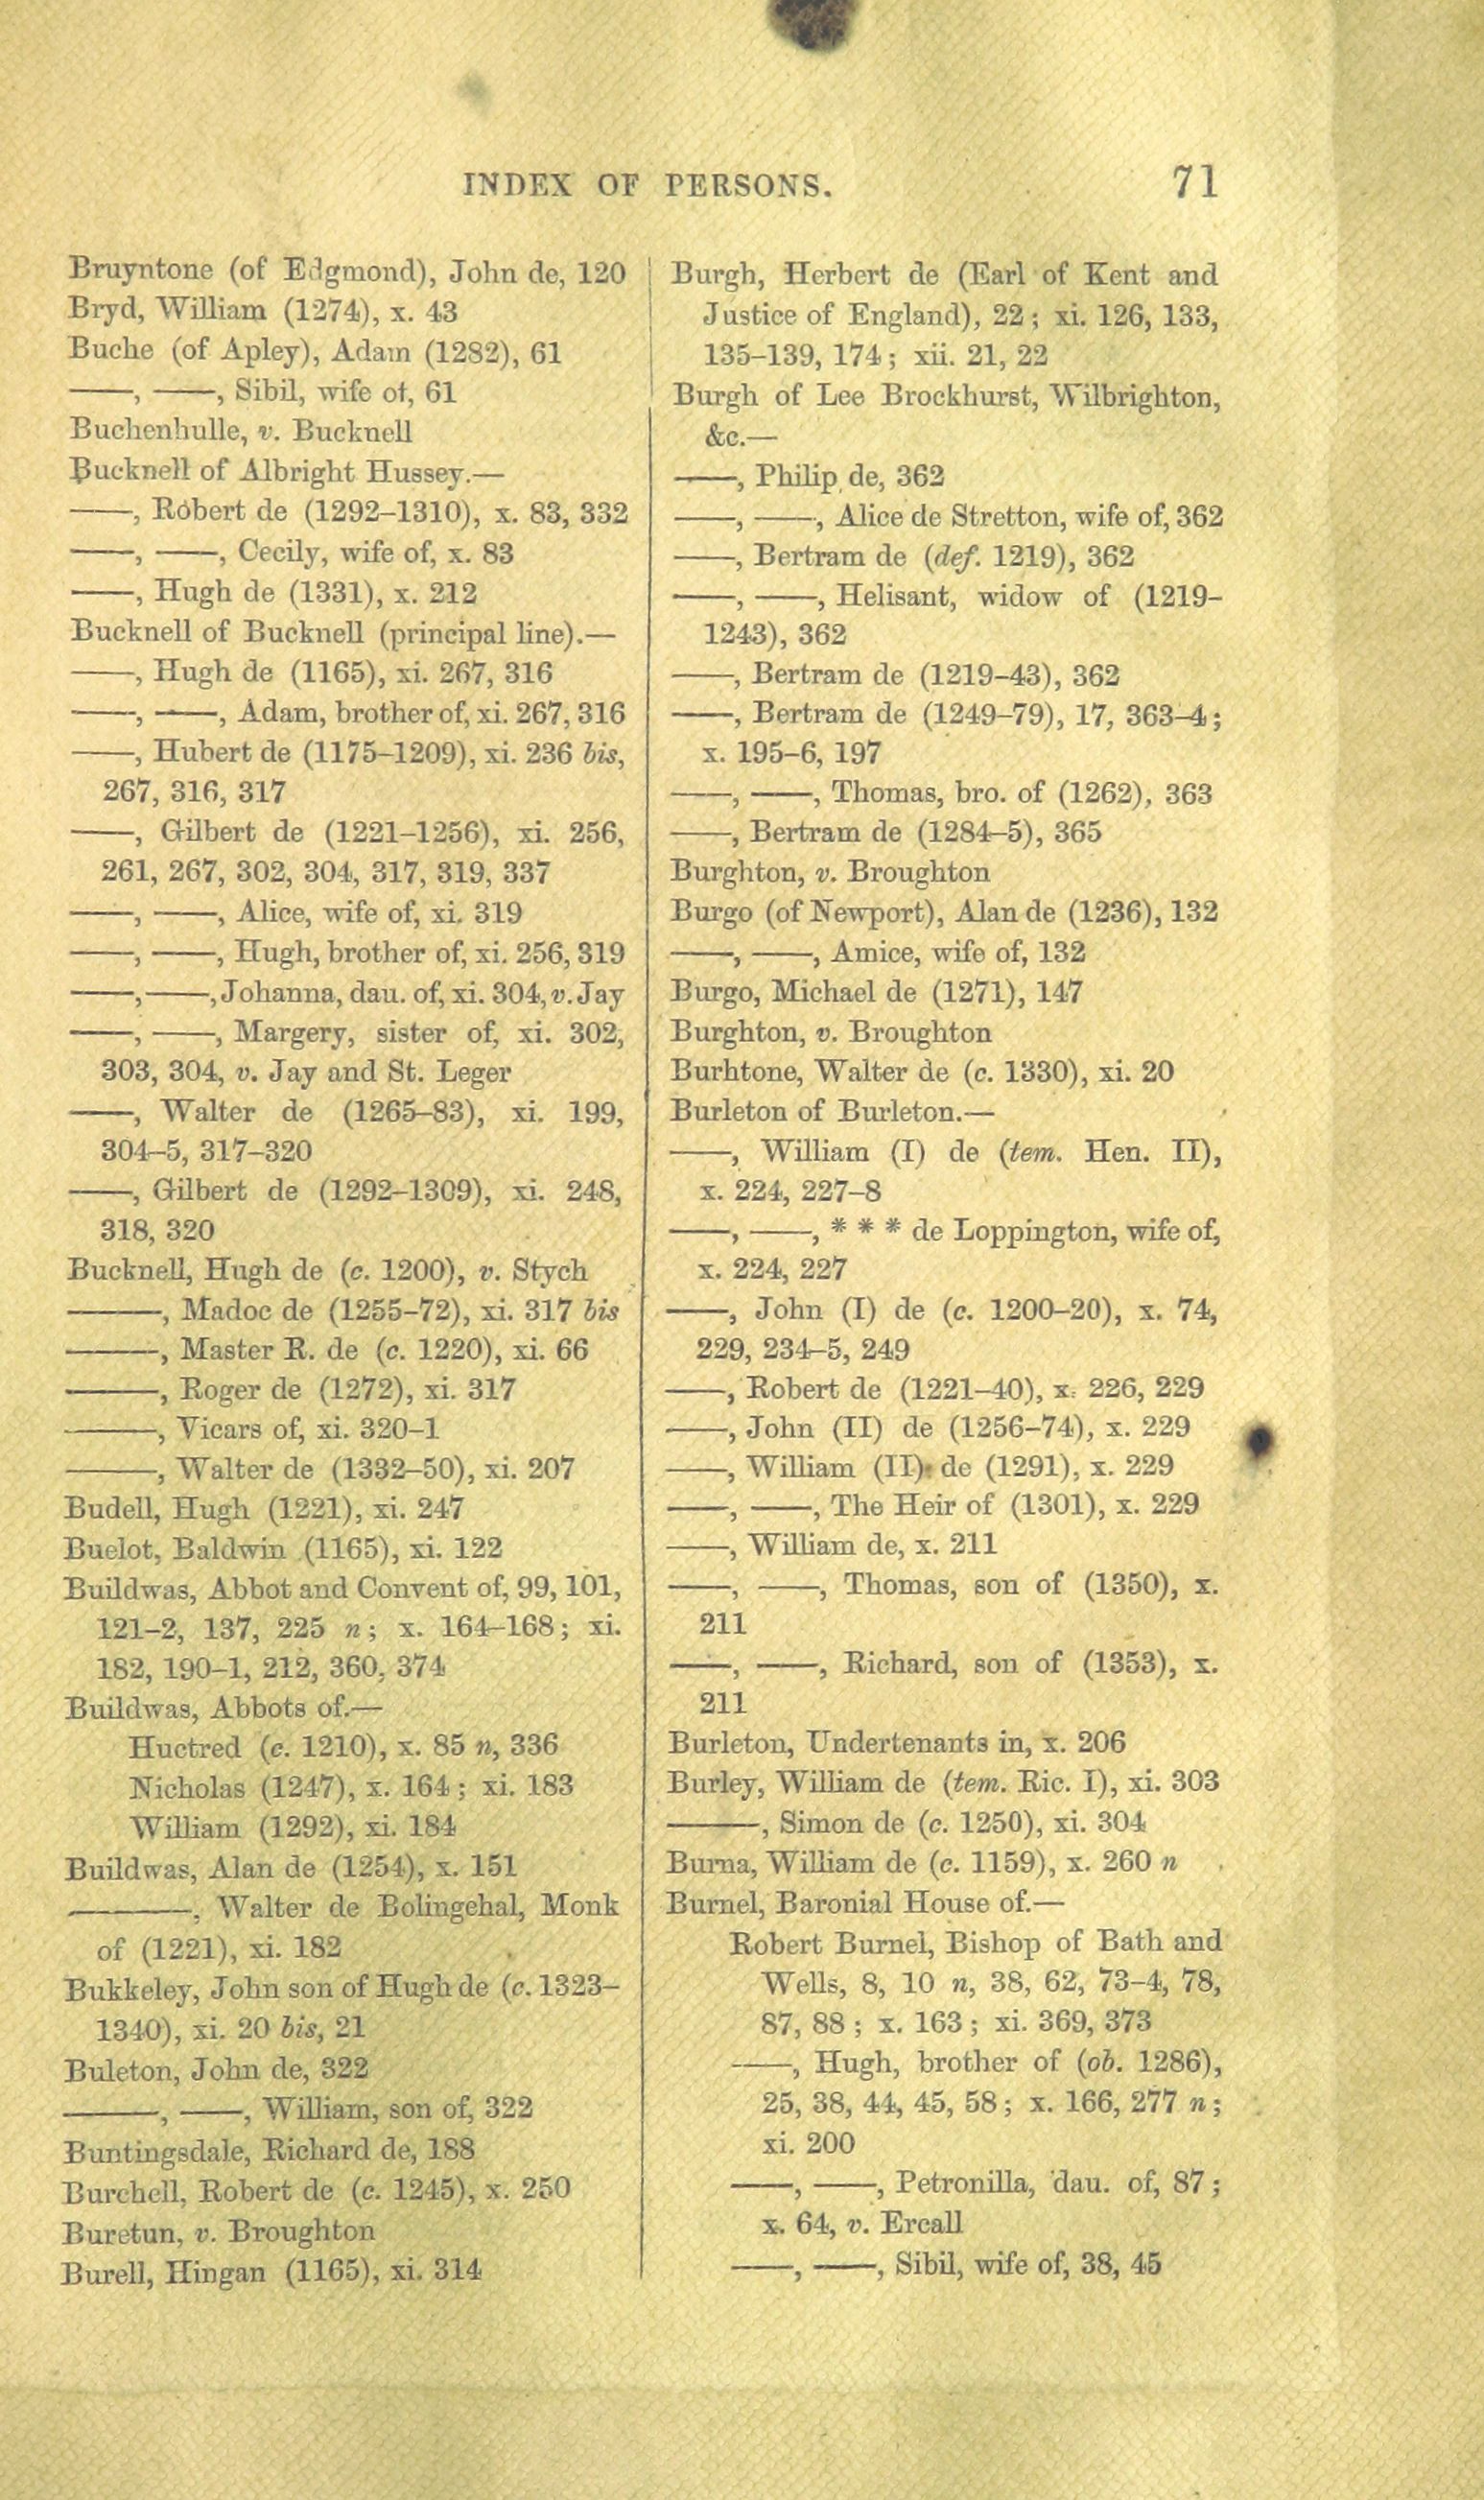 INDEX OF PERSONS. 71
Bruyntone (of Edgmond), John de, 120
Bryd, William (1274), x. 43
Buche (of Apley), Adam (1282), 61
——, ——, Sibil, wife of, 61
Buchenhulle, v. Bucknell
Bucknell of Albright Hussey.—
——, Robert de (1292–1310), x. 83, 332
——, ——, Cecily, wife of, x. 83
——, Hugh de (1331), x. 212
Bucknell of Bucknell (principal line).—
——, Hugh de (1165), xi. 267, 316
——, ——, Adam, brother of, xi. 267, 316
——, Hubert de (1175–1209), xi. 236 bis,
267, 316, 317
——, Gilbert de (1221–1256), xi. 256,
261, 267, 302, 304, 317, 319, 337
——, ——, Alice, wife of, xi. 319
——, ——, Hugh, brother of, xi. 256, 319
——, ——, Johanna, dau. of, xi. 304, v. Jay
——, ——, Margery, sister of, xi. 302,
303, 304, v. Jay and St. Leger
——, Walter de (1265–83), xi. 199,
304–5, 317–320
——, Gilbert de (1292–1309), xi. 248,
318, 320
Bucknell, Hugh de (c. 1200), v. Stych
———, Madoc de (1255–72), xi. 317 bis
———, Master R. de (c. 1220), xi. 66
———, Roger de (1272), xi. 317
———, Vicars of, xi. 320–1
———, Walter de (1332–50), xi. 207
Budell, Hugh (1221), xi. 247
Buelot, Baldwin (1165), xi. 122
Buildwas, Abbot and Convent of, 99, 101,
121–2, 137, 225 n; x. 164–168; xi.
182, 190–1, 212, 360, 374
Buildwas, Abbots of.—
Huctred (c. 1210), x. 85 n, 336
Nicholas (1247), x. 164; xi. 183
William (1292), xi. 184
Buildwas, Alan de (1254), x. 151
————, Walter de Bolingehal, Monk
of (1221), xi. 182
Bukkeley, John son of Hugh de (c. 1323–
1340), xi. 20 bis, 21
Buleton, John de, 322
———, ——, William, son of, 322
Buntingsdale, Richard de, 188
Burchell, Robert de (c. 1245), x. 250
Buretun, v. Broughton
Burell, Hingan (1165), xi. 314
Burgh, Herbert de (Earl of Kent and
Justice of England), 22; xi. 126, 133,
135–139, 174; xii. 21, 22
Burgh of Lee Brockhurst, Wilbrighton,
&c.—
——, Philip de, 362
——, ——, Alice de Stretton, wife of, 362
——, Bertram de (def. 1219), 362
——, ——, Helisant, widow of (1219–
1243), 362
——, Bertram de (1219–43), 362
——, Bertram de (1249–79), 17, 363–4;
x. 195–6, 197
——, ——, Thomas, bro. of (1262), 363
——, Bertram de (1284–5), 365
Burghton, v. Broughton
Burgo (of Newport), Alan de (1236), 132
——, ——, Amice, wife of, 132
Burgo, Michael de (1271), 147
Burghton, v. Broughton
Burhtone, Walter de (c. 1330), xi. 20
Burleton of Burleton.—
——, William (I) de (tem. Hen. II),
x. 224, 227–8
——, ——, * * * de Loppington, wife of,
x. 224, 227
——, John (I) de (c. 1200–20), x. 74,
229, 234–5, 249
——, Robert de (1221–40), x. 226, 229
——, John (II) de (1256–74), x. 229
——, William (II) de (1291), x. 229
——, ——, The Heir of (1301), x. 229
——, William de, x. 211
——, ——, Thomas, son of (1350), x.
211
——, ——, Richard, son of (1353), x.
211
Burleton, Undertenants in, x. 206
Burley, William de (tem. Ric. I), xi. 303
———, Simon de (c. 1250), xi. 304
Burna, William de (c. 1159), x. 260 n
Burnel, Baronial House of.—
Robert Burnel, Bishop of Bath and
Wells, 8, 10 n, 38, 62, 73–4, 78,
87, 88; x. 163; xi. 369, 373
——, Hugh, brother of (ob. 1286),
25, 38, 44, 45, 58; x. 166, 277 n;
xi. 200
——, ——, Petronilla, dau. of, 87;
x. 64, v. Ercall
——, ——, Sibil, wife of, 38, 45